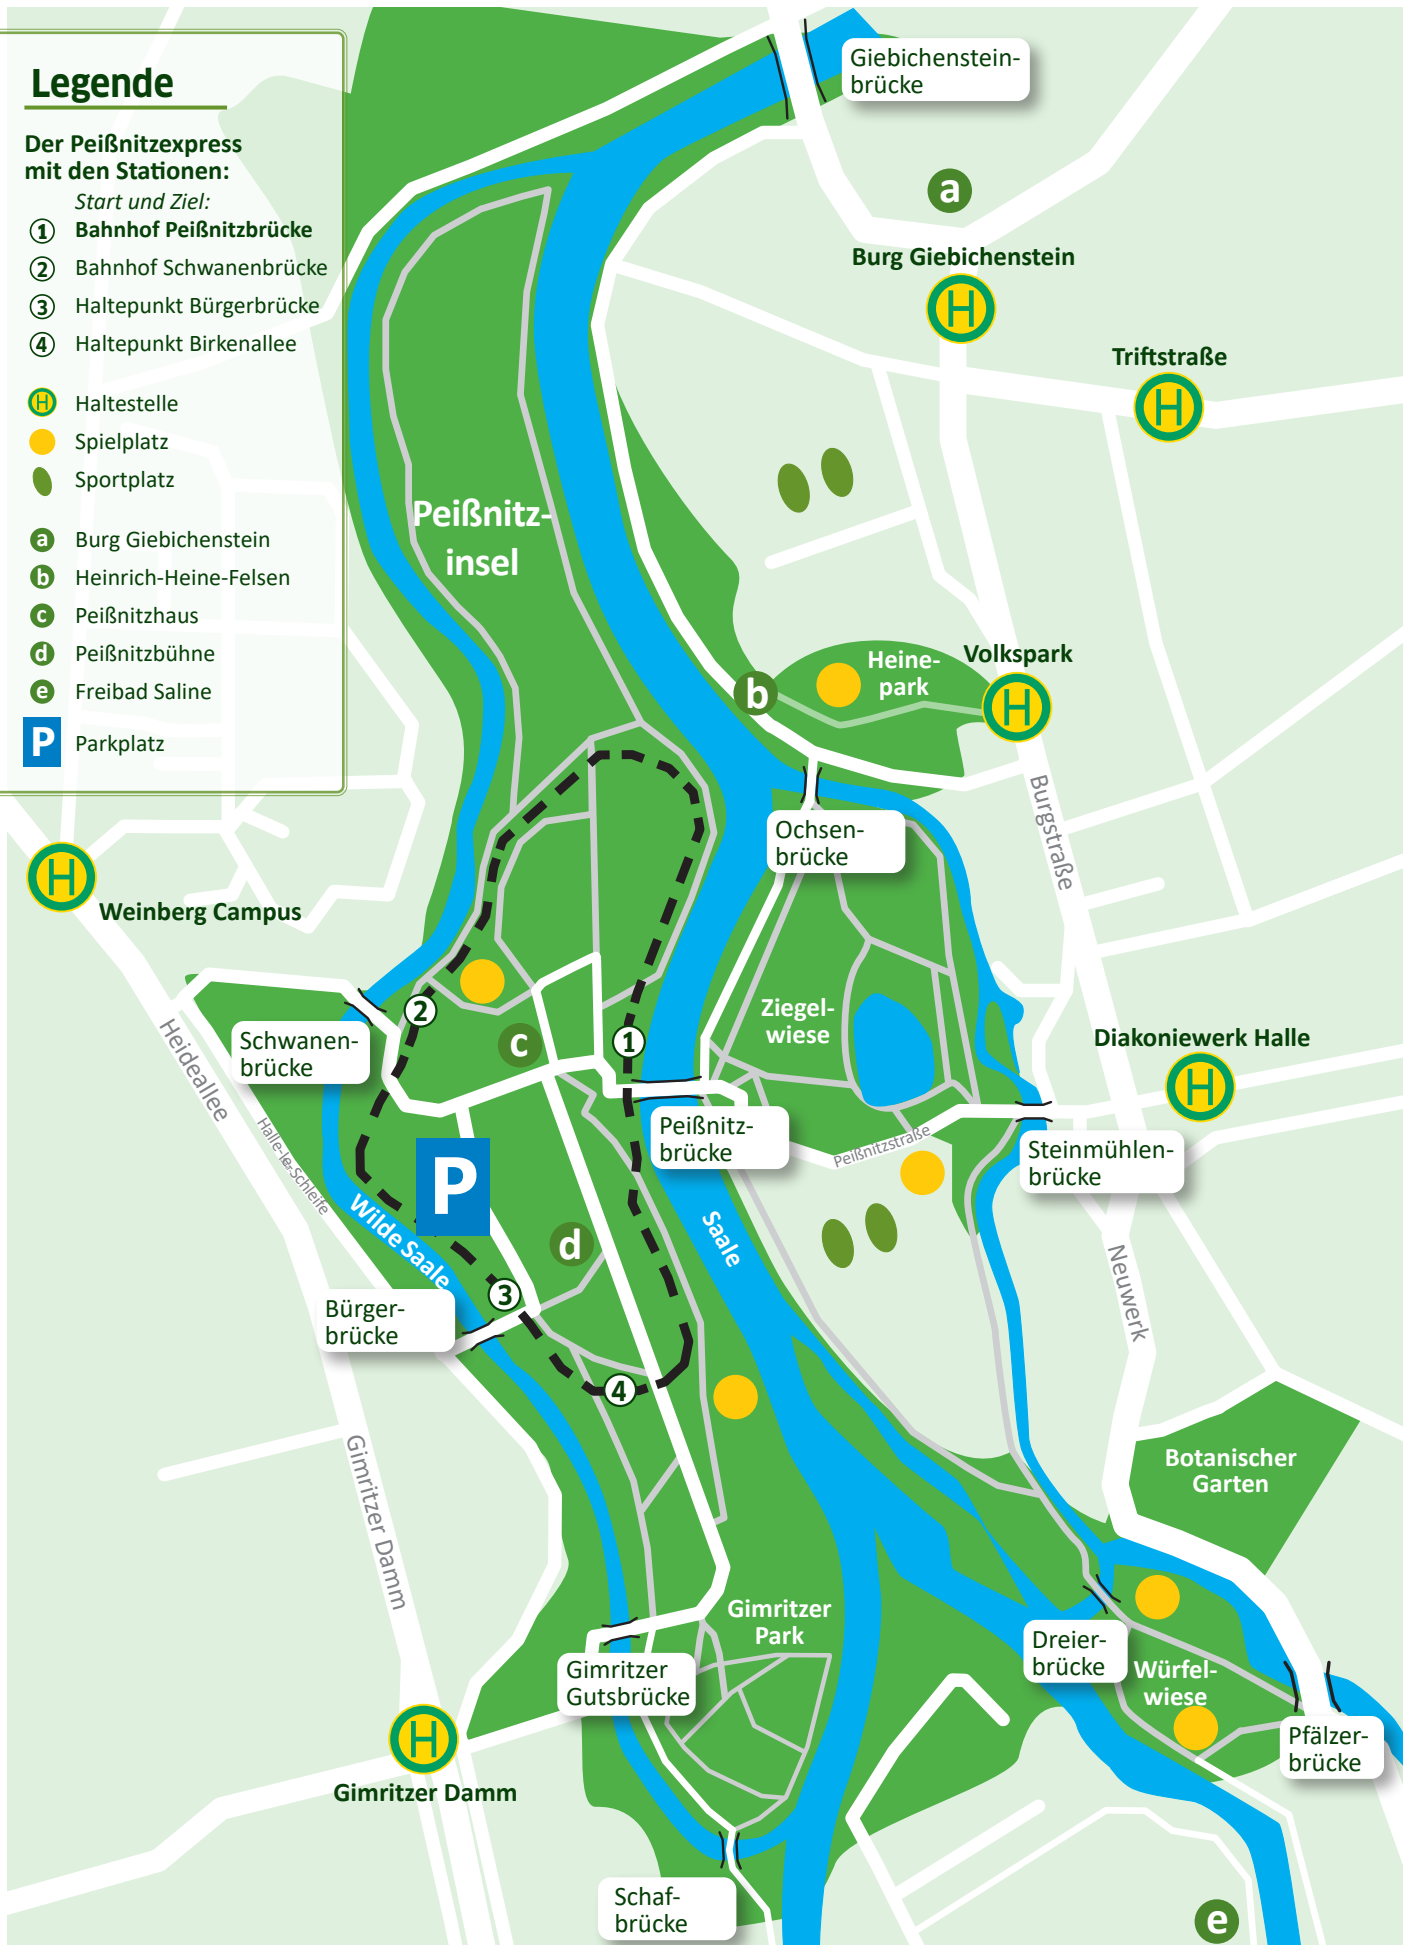 Legende
Der Peißnitzexpress
mit den Stationen:
Start und Ziel:
1 Bahnhof Peißnitzbrücke
2 Bahnhof Schwanenbrücke
3 Haltepunkt Bürgerbrücke
4 Haltepunkt Birkenallee
H Haltestelle
Spielplatz
Sportplatz
a Burg Giebichenstein
b Heinrich-Heine-Felsen
c Peißnitzhaus
d Peißnitzbühne
e Freibad Saline
P Parkplatz
Giebichenstein-
brücke
a
Burg Giebichenstein
H
Triftstraße
H
Peißnitz-
insel
Heine-
park
Volkspark
H
b
Burgstraße
Ochsen-
brücke
H
Weinberg Campus
Ziegel-
wiese
2
1
c
Schwanen-
brücke
Heideallee
Halle-le-Schleife
Diakoniewerk Halle
H
Peißnitz-
brücke
Peißnitzstraße
Steinmühlen-
brücke
P
Wilde Saale
Saale
d
3
Neuwerk
Bürger-
brücke
4
Gimritzer Damm
Botanischer
Garten
Gimritzer
Park
Dreier-
brücke
Würfel-
wiese
Gimritzer
Gutsbrücke
H
Gimritzer Damm
Pfälzer-
brücke
Schaf-
brücke
e